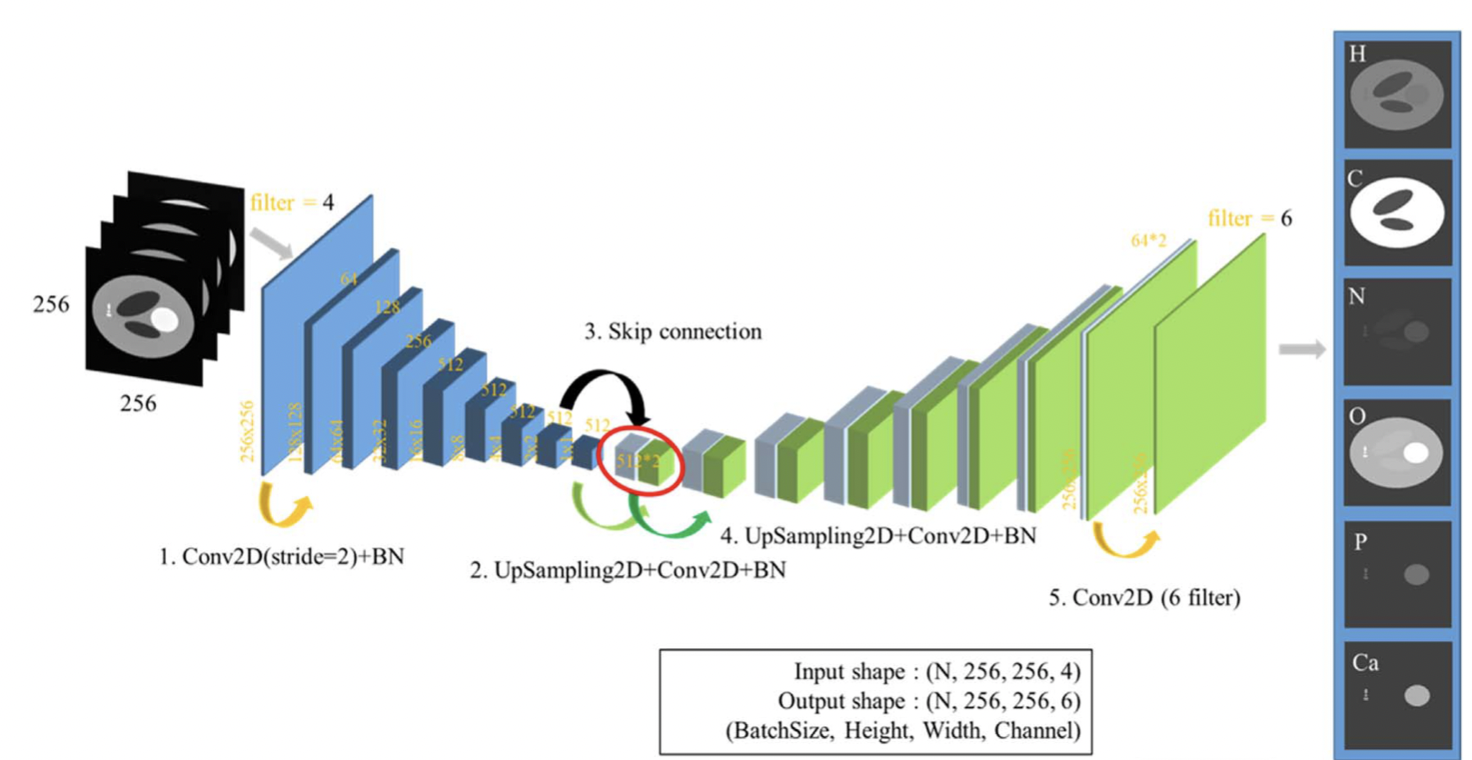 filter = 4
256
256
64
128
256
512
512
512
512
512
256x256
128x128
64x64
32x32
16x16
8x8
4x4
2x2
1x1
3. Skip connection
512*2
1. Conv2D(stride=2)+BN
2. UpSampling2D+Conv2D+BN
4. UpSampling2D+Conv2D+BN
64*2
filter = 6
256x256
256x256
5. Conv2D (6 filter)
Input shape : (N, 256, 256, 4)
Output shape : (N, 256, 256, 6)
(BatchSize, Height, Width, Channel)
H
C
N
O
P
Ca